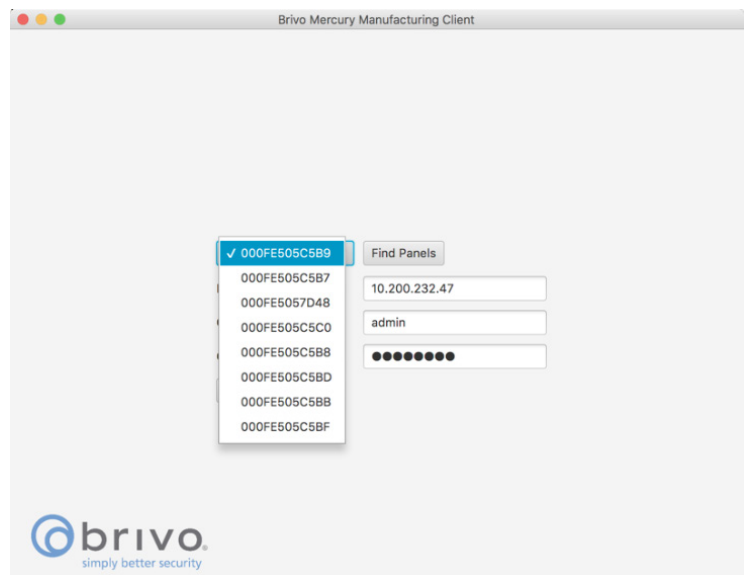 Brivo Mercury Manufacturing Client
✓ 000FE505C5B9
Find Panels
000FE505C5B7
10.200.232.47
000FE5057D48
000FE505C5C0
admin
000FE505C5B8
●●●●●●●●
000FE505C5BD
000FE505C5BB
000FE505C5BF
brivo.
simply better security